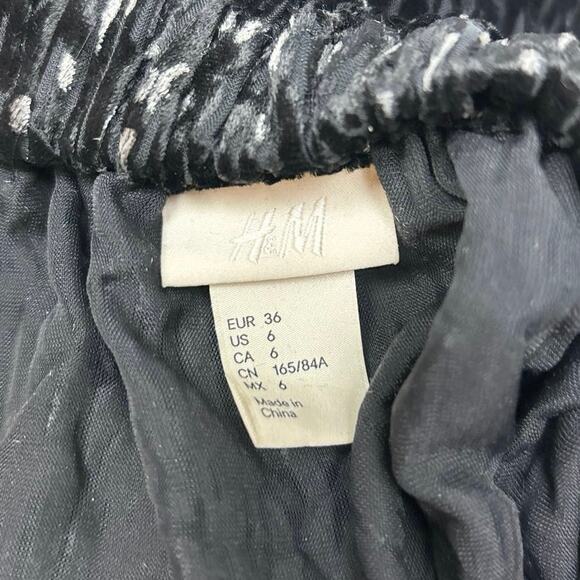 H&M
EUR 36
US 6
CA 6
CN 165/84A
MX 6
Made in
China